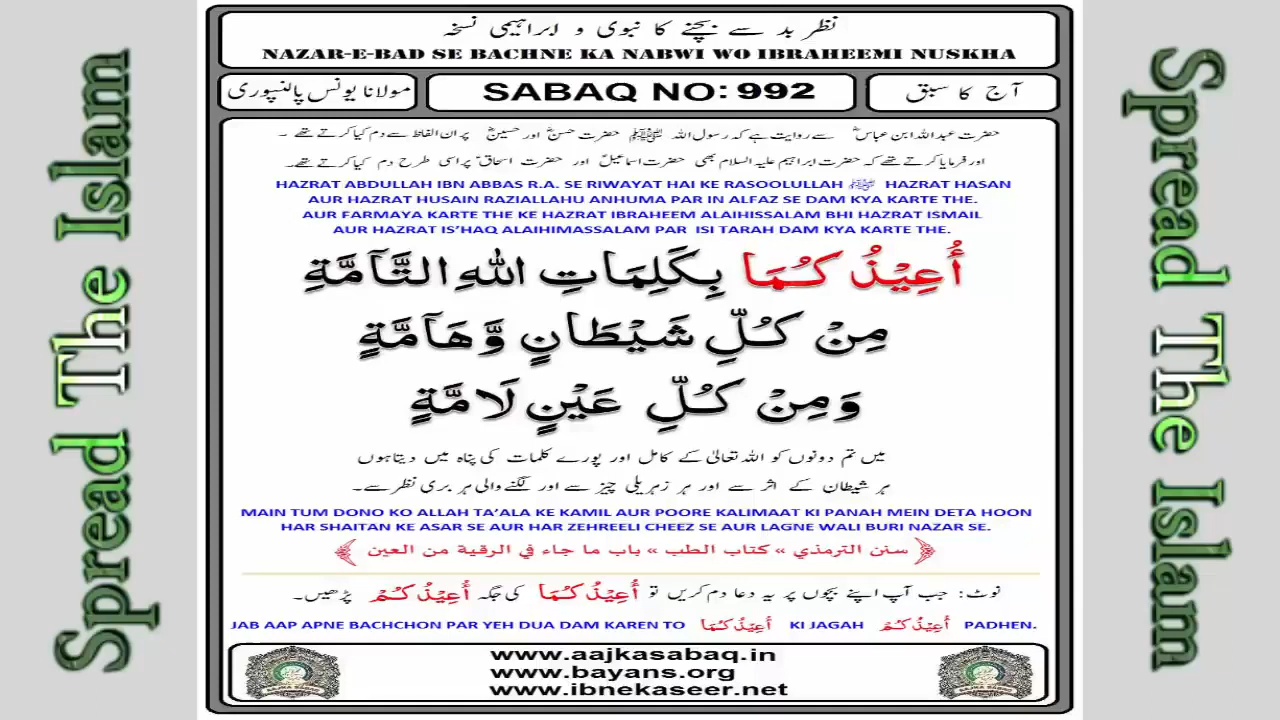 Spread The Islam
نظر بد سے بچنے کا نبوی و ابراہیمی نسخہ
NAZAR-E-BAD SE BACHNE KA NABWI WO IBRAHEEMI NUSKHA
آج کا سبق
SABAQ NO: 992
مولانا یونس پالنپوری
حضرت عبداللہ ابن عباسؓ سے روایت ہے کہ رسول اللہ ﷺ حضرت حسنؓ اور حسینؓ پر ان الفاظ سے دم کیا کرتے تھے ۔
اور فرمایا کرتے تھے کہ حضرت ابراہیم علیہ السلام بھی حضرت اسماعیلؑ اور حضرت اسحاقؑ پر اسی طرح دم کیا کرتے تھے۔
HAZRAT ABDULLAH IBN ABBAS R.A. SE RIWAYAT HAI KE RASOOLULLAH ﷺ HAZRAT HASAN
AUR HAZRAT HUSAIN RAZIALLAHU ANHUMA PAR IN ALFAZ SE DAM KYA KARTE THE.
AUR FARMAYA KARTE THE KE HAZRAT IBRAHEEM ALAIHISSALAM BHI HAZRAT ISMAIL
AUR HAZRAT IS’HAQ ALAIHIMASSALAM PAR ISI TARAH DAM KYA KARTE THE.
أُعِيْذُ كُمَا بِكَلِمَاتِ اللهِ التَّآمَّةِ
مِنْ كُلِّ شَيْطَانٍ وَّهَآمَّةٍ
وَمِنْ كُلِّ عَيْنٍ لَامَّةٍ
میں تم دونوں کو اللہ تعالیٰ کے کامل اور پورے کلمات کی پناہ میں دیتا ہوں
ہر شیطان کے اثر سے اور ہر زہریلی چیز سے اور لگنے والی ہر بری نظر سے۔
MAIN TUM DONO KO ALLAH TA’ALA KE KAMIL AUR POORE KALIMAAT KI PANAH MEIN DETA HOON
HAR SHAITAN KE ASAR SE AUR HAR ZEHREELI CHEEZ SE AUR LAGNE WALI BURI NAZAR SE.
سنن الترمذي » كتاب الطب » باب ما جاء في الرقية من العين
نوٹ: جب آپ اپنے بچوں پر یہ دعا دم کریں تو أُعِيْذُ كُمَا کی جگہ أُعِيْذُ كُمْ پڑھیں۔
JAB AAP APNE BACHCHON PAR YEH DUA DAM KAREN TO أُعِيْذُ كُمَا KI JAGAH أُعِيْذُ كُمْ PADHEN.
www.aajkasabaq.in
www.bayans.org
www.ibnekaseer.net
Spread The Islam